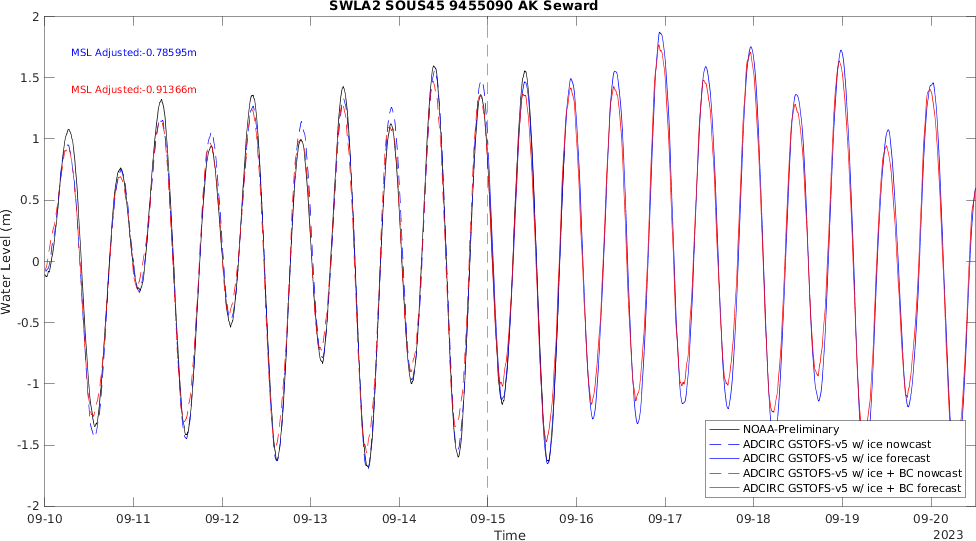 SWLA2 SOUS45 9455090 AK Seward
MSL Adjusted:-0.78595m
MSL Adjusted:-0.91366m
Water Level (m)
2
1.5
1
0.5
0
-0.5
-1
-1.5
-2
NOAA-Preliminary
ADCIRC GSTOFS-v5 w/ ice nowcast
ADCIRC GSTOFS-v5 w/ ice forecast
ADCIRC GSTOFS-v5 w/ ice + BC nowcast
ADCIRC GSTOFS-v5 w/ ice + BC forecast
09-10 09-11 09-12 09-13 09-14 09-15 09-16 09-17 09-18 09-19 09-20
Time
2023